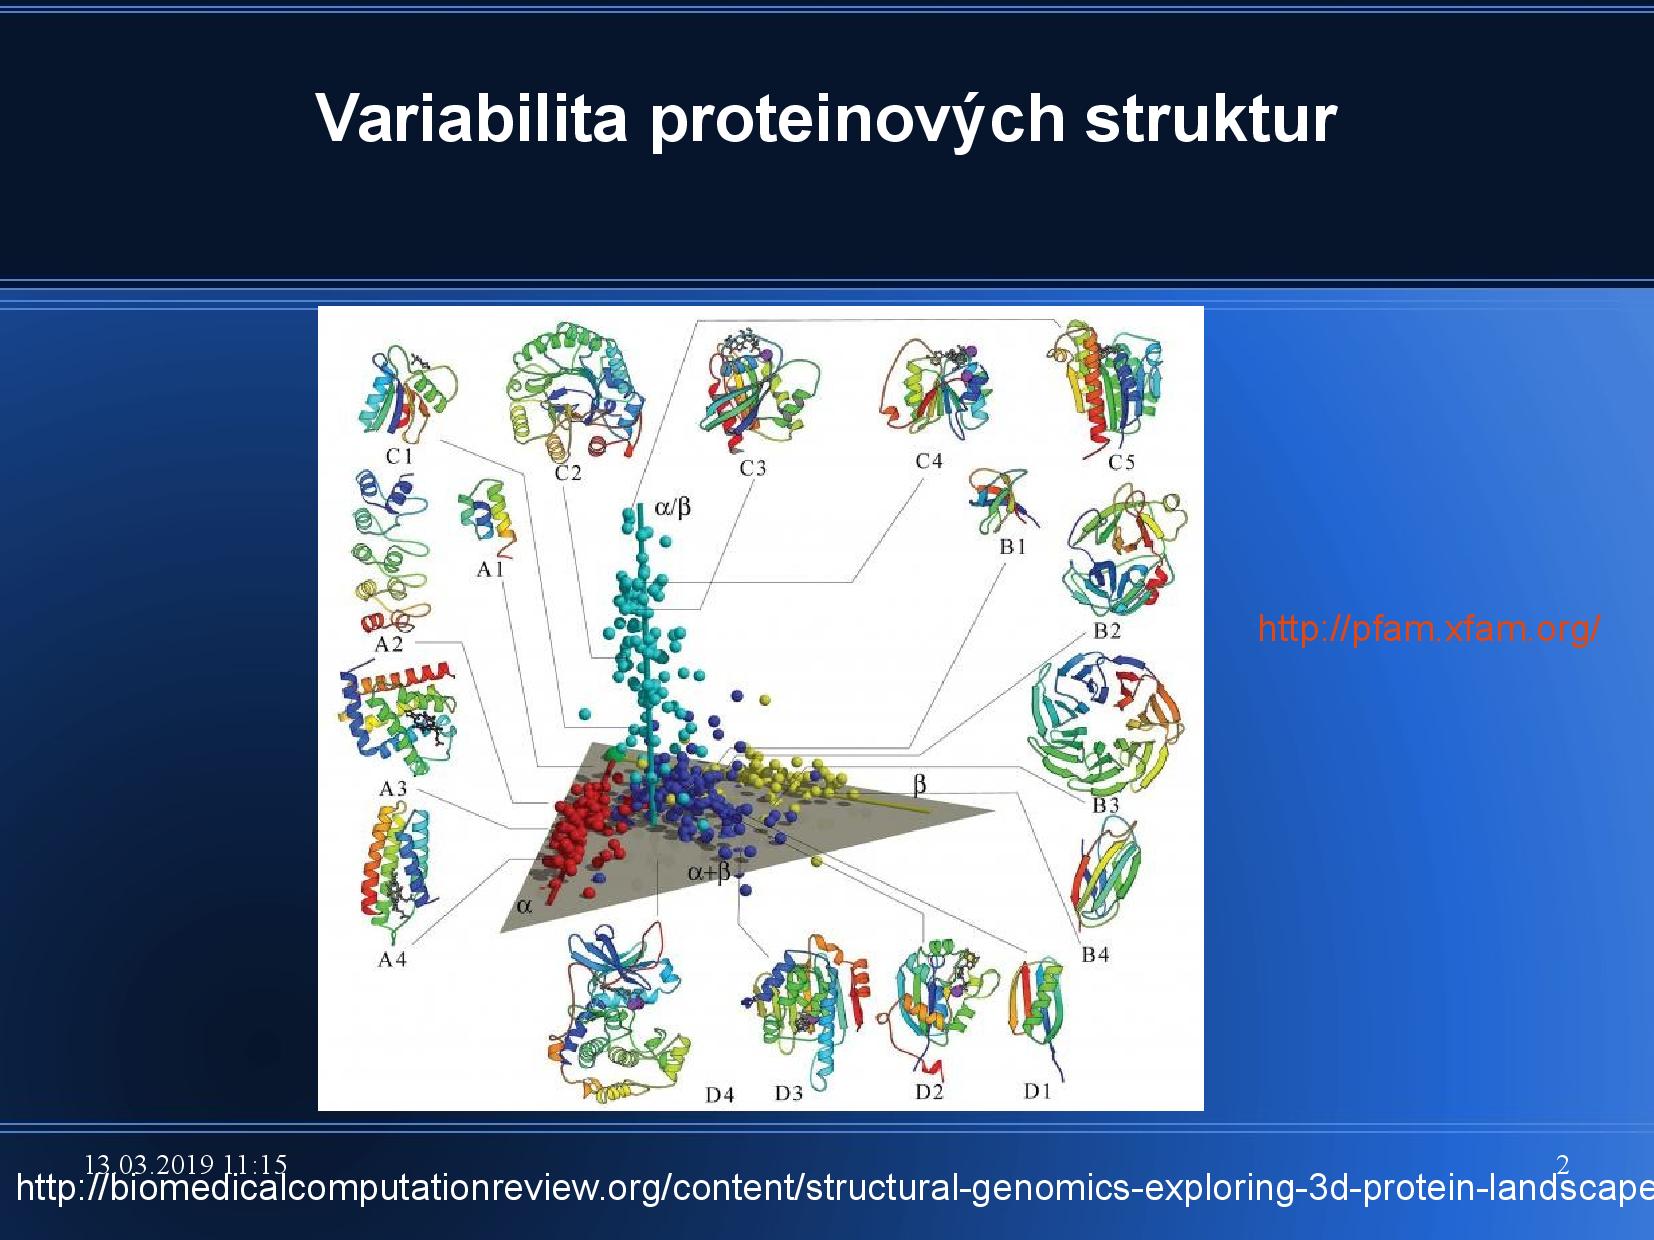 Variabilita proteinových struktur
C1
C2
C3
C4
C5
α/β
A1
B1
A2
B2
A3
β
B3
α+β
α
A4
B4
D4
D3
D2
D1
http://pfam.xfam.org/
13.03.2019 11:15
2
http://biomedicalcomputationreview.org/content/structural-genomics-exploring-3d-protein-landscape